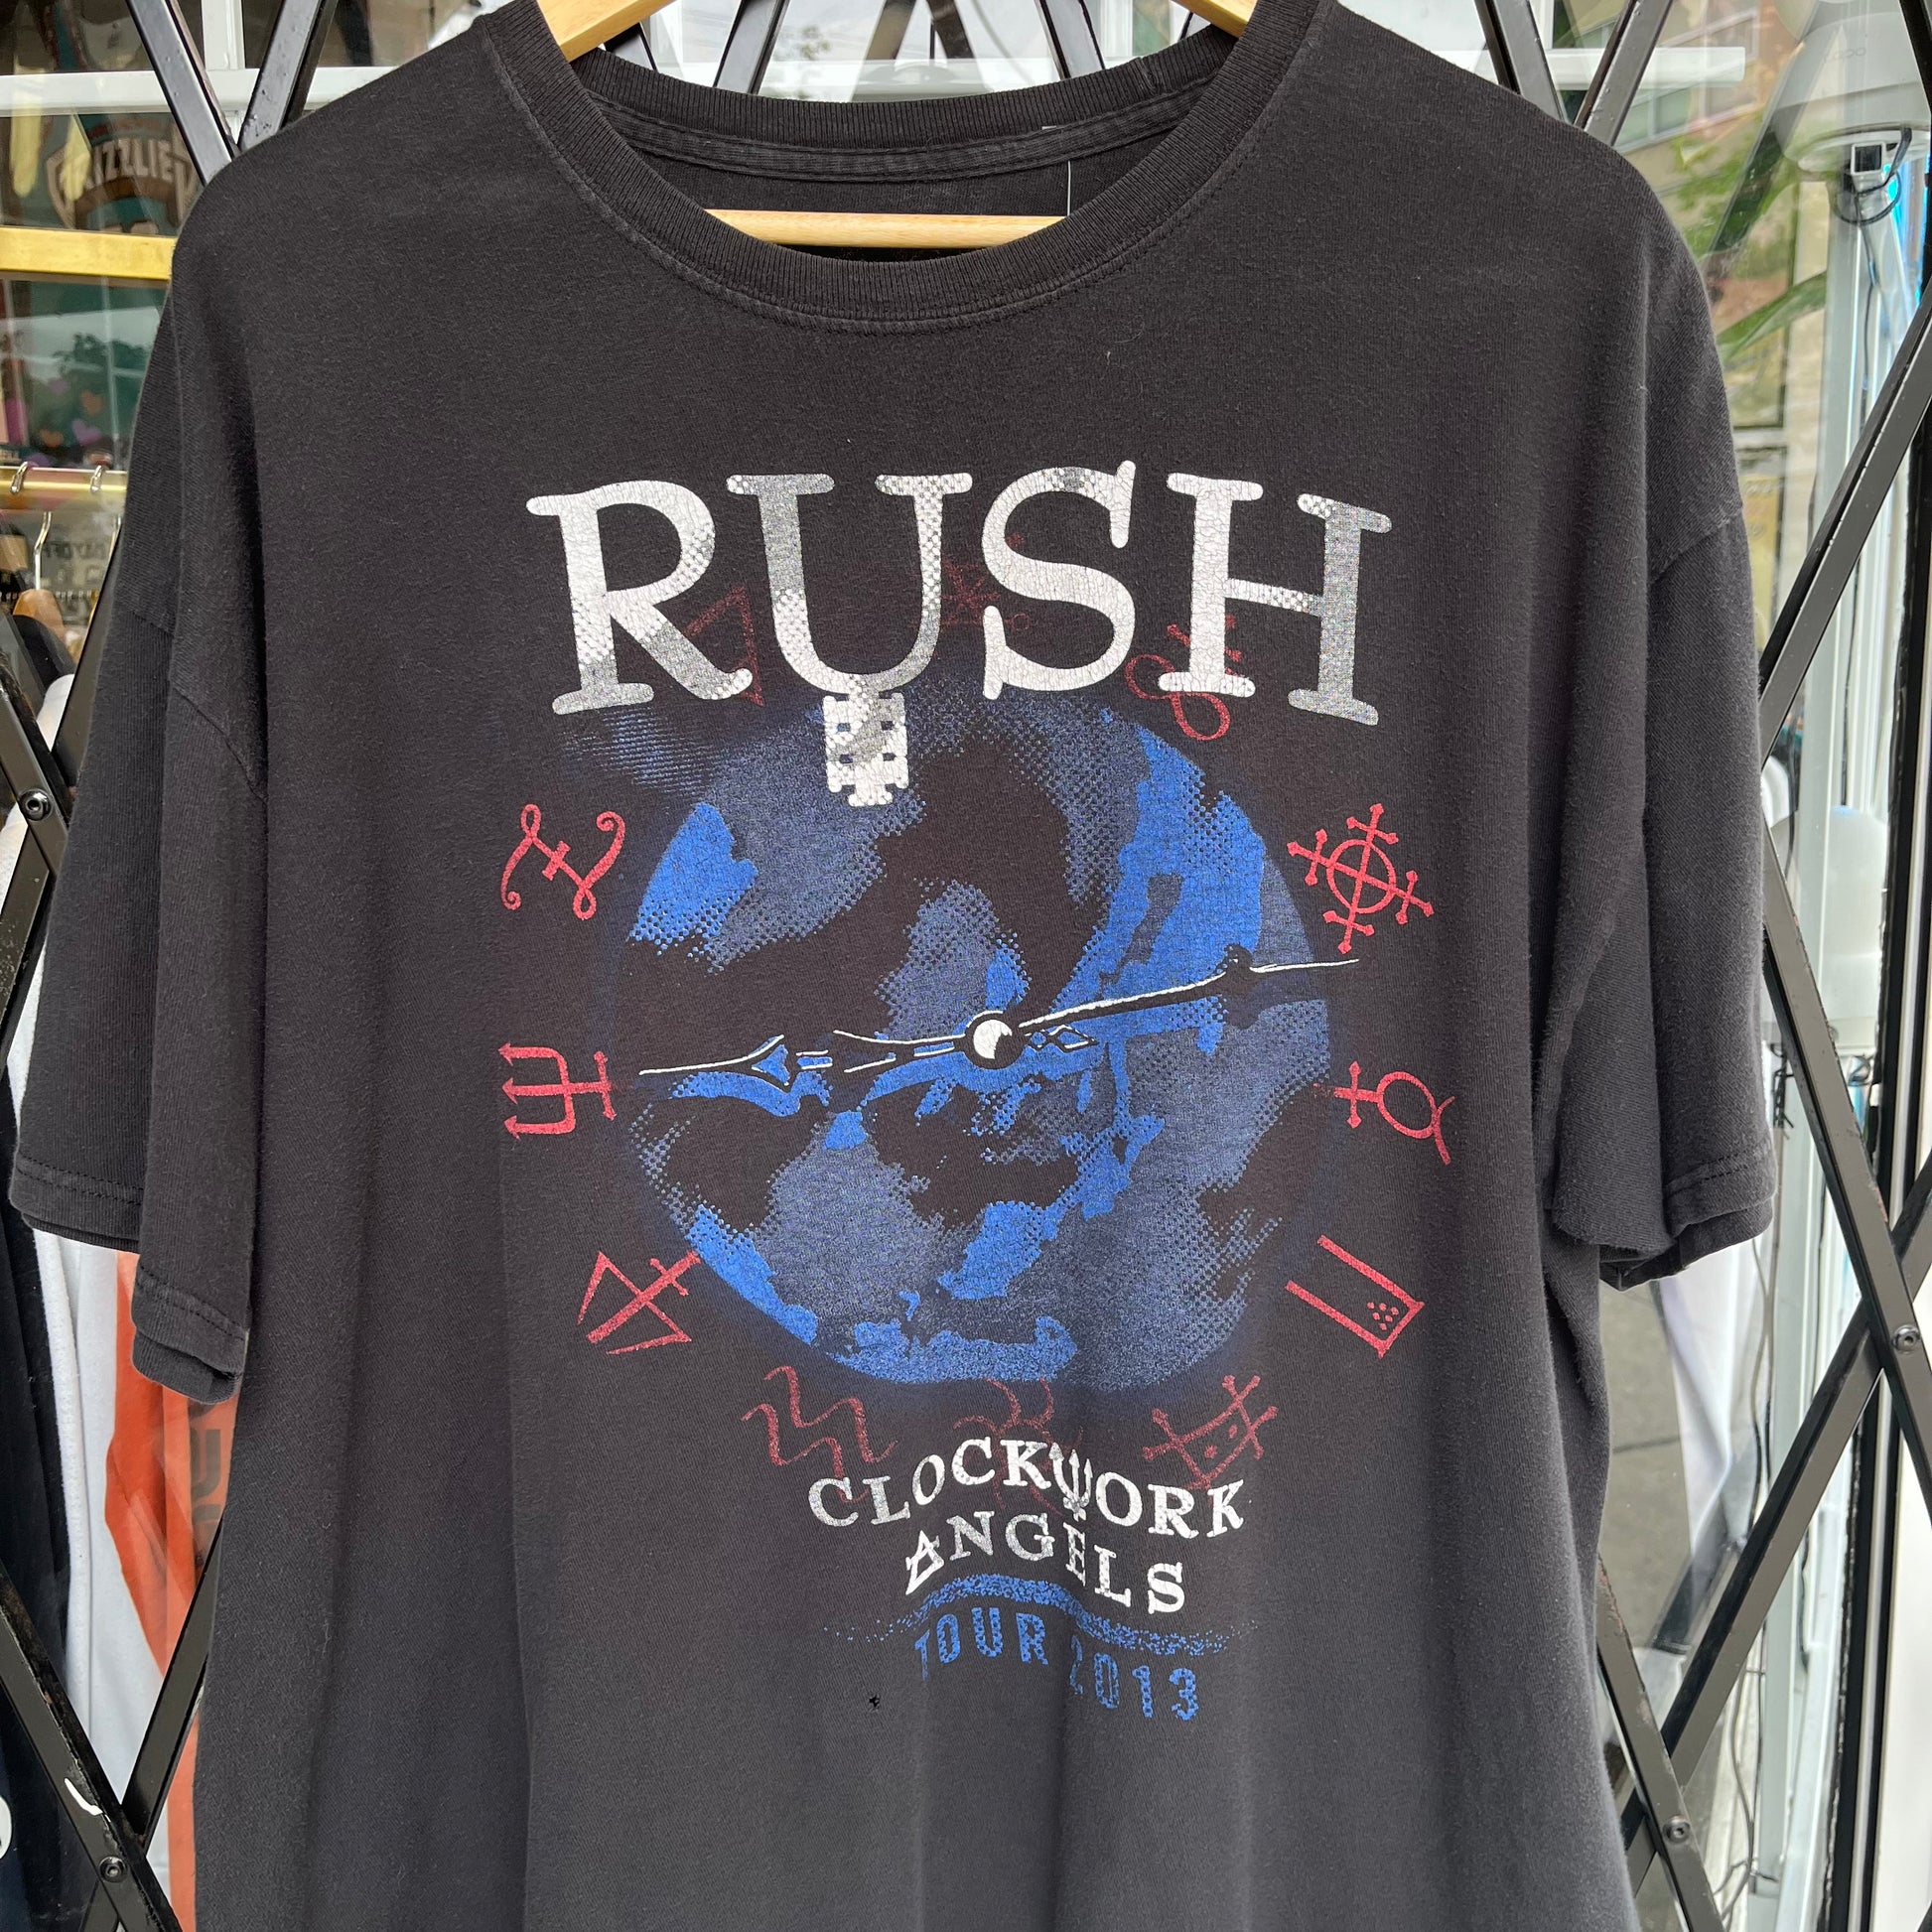 RUSH
CLOCKWORK
ANGELS
TOUR 2013